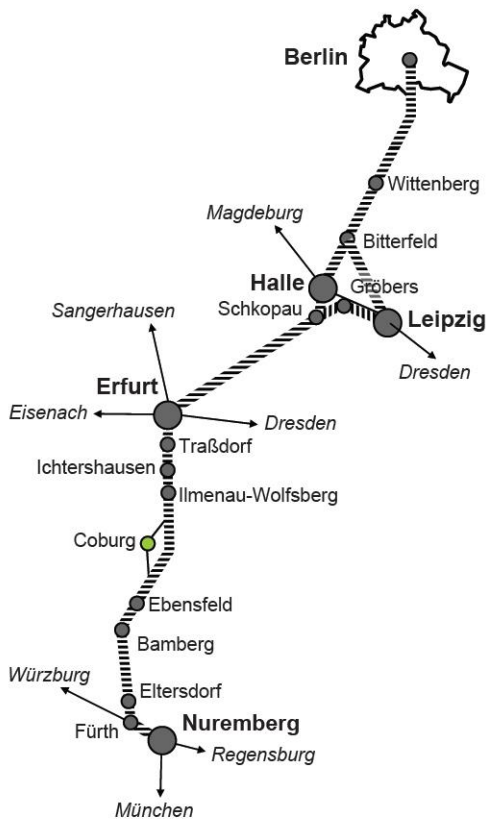 Berlin
Wittenberg
Magdeburg
Bitterfeld
Halle
Gröbers
Schkopau
Leipzig
Sangerhausen
Dresden
Erfurt
Eisenach
Dresden
Traßdorf
Ichtershausen
Ilmenau-Wolfsberg
Coburg
Ebensfeld
Bamberg
Würzburg
Eltersdorf
Fürth
Nuremberg
Regensburg
München